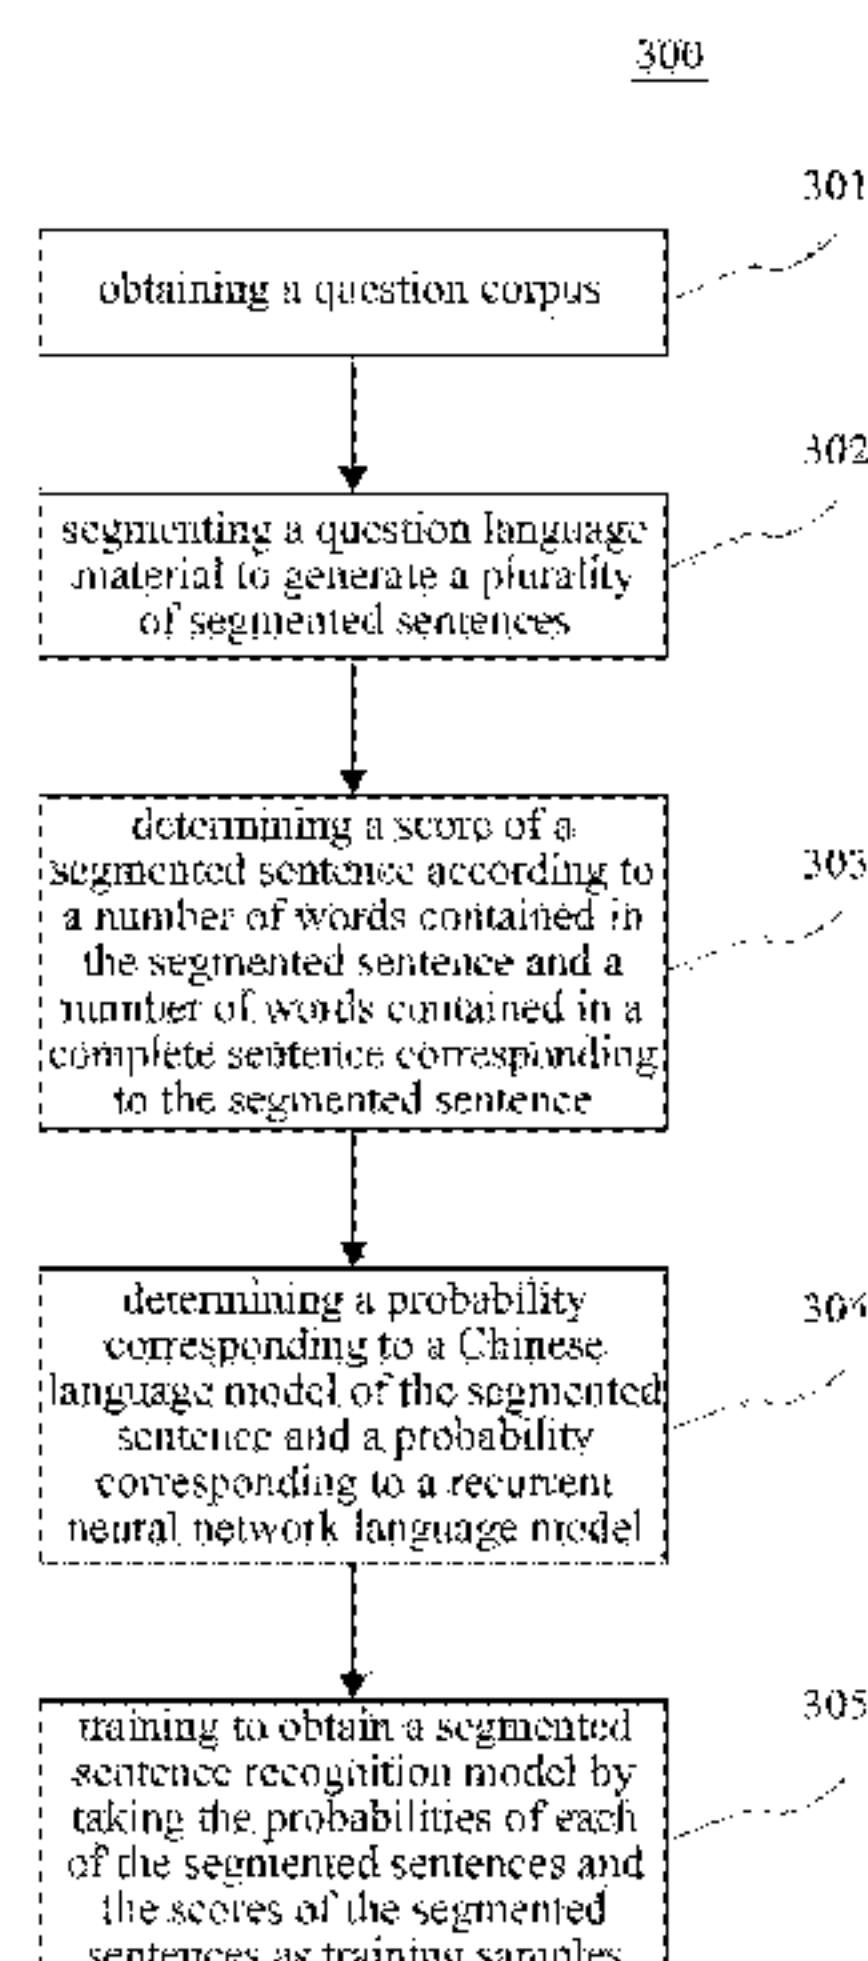 300
301
obtaining a question corpus
302
segmenting a question language
material to generate a plurality
of segmented sentences
303
determining a score of a
segmented sentence according to
a number of words contained in
the segmented sentence and a
number of words contained in a
complete sentence corresponding
to the segmented sentence
304
determining a probability
corresponding to a Chinese
language model of the segmented
sentence and a probability
corresponding to a recurrent
neural network language model
305
training to obtain a segmented
sentence recognition model by
taking the probabilities of each
of the segmented sentences and
the scores of the segmented
sentences as training samples